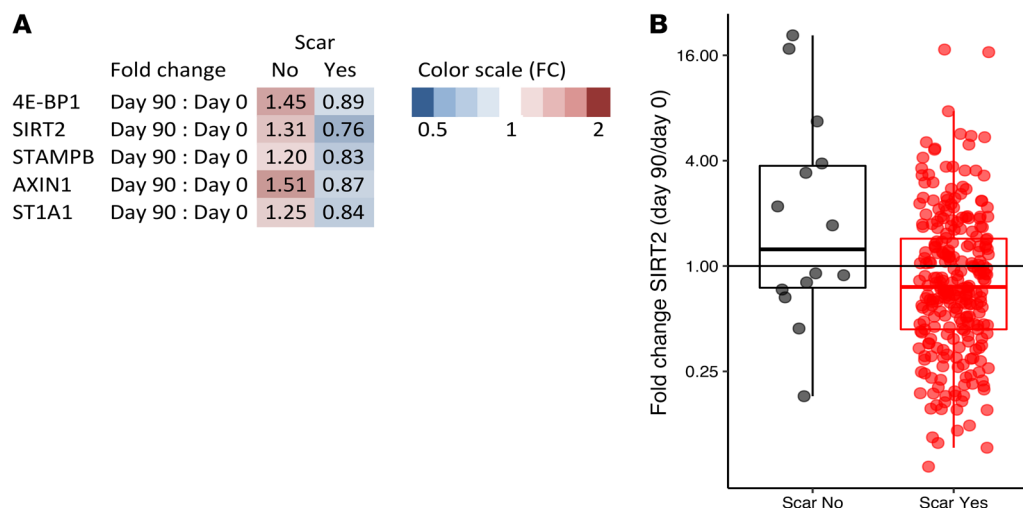 A
Scar
Fold change No Yes
4E-BP1 Day 90 : Day 0 1.45 0.89
SIRT2 Day 90 : Day 0 1.31 0.76
STAMPB Day 90 : Day 0 1.20 0.83
AXIN1 Day 90 : Day 0 1.51 0.87
ST1A1 Day 90 : Day 0 1.25 0.84
Color scale (FC)
0.5 1 2
B
Fold change SIRT2 (day 90/day 0)
16.00
4.00
1.00
0.25
Scar No Scar Yes